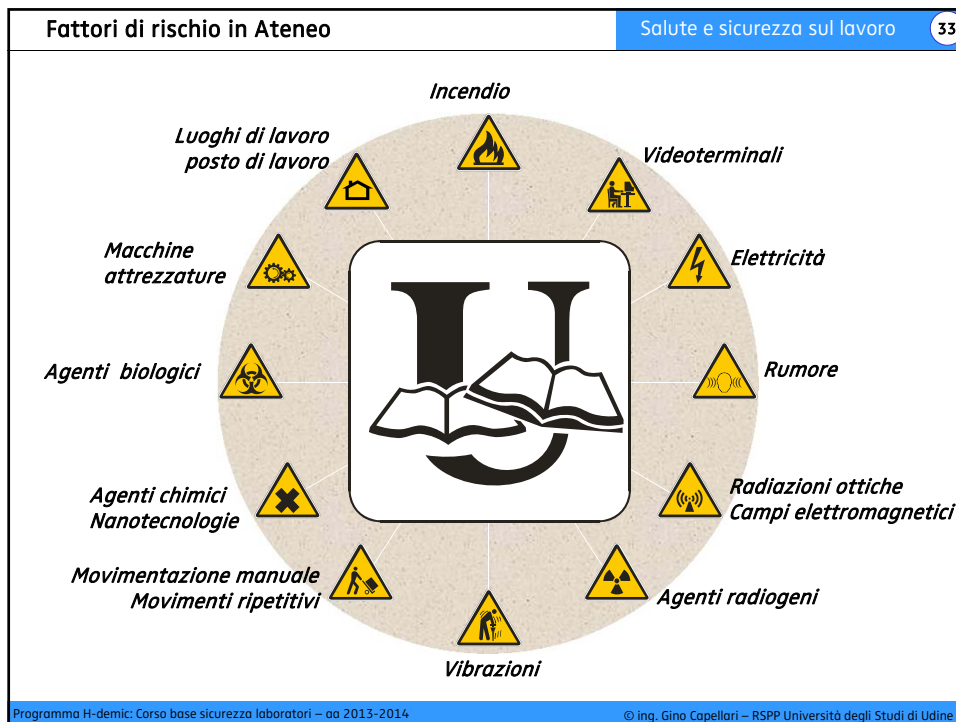 Fattori di rischio in Ateneo
Salute e sicurezza sul lavoro
33
Incendio
Luoghi di lavoro
posto di lavoro
Videoterminali
Macchine
attrezzature
Elettricità
Agenti biologici
Rumore
Agenti chimici
Nanotecnologie
Radiazioni ottiche
Campi elettromagnetici
Movimentazione manuale
Movimenti ripetitivi
Agenti radiogeni
Vibrazioni
U
Programma H-demic: Corso base sicurezza laboratori – aa 2013-2014
© ing. Gino Capellari – RSPP Università degli Studi di Udine